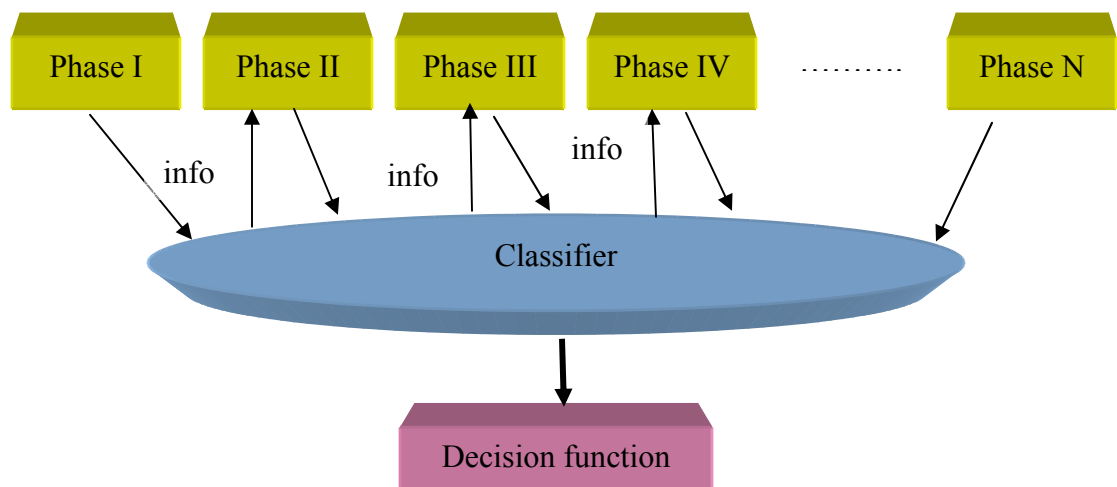 Phase I
Phase II
Phase III
Phase IV
..........
Phase N
info
info
info
Classifier
Decision function